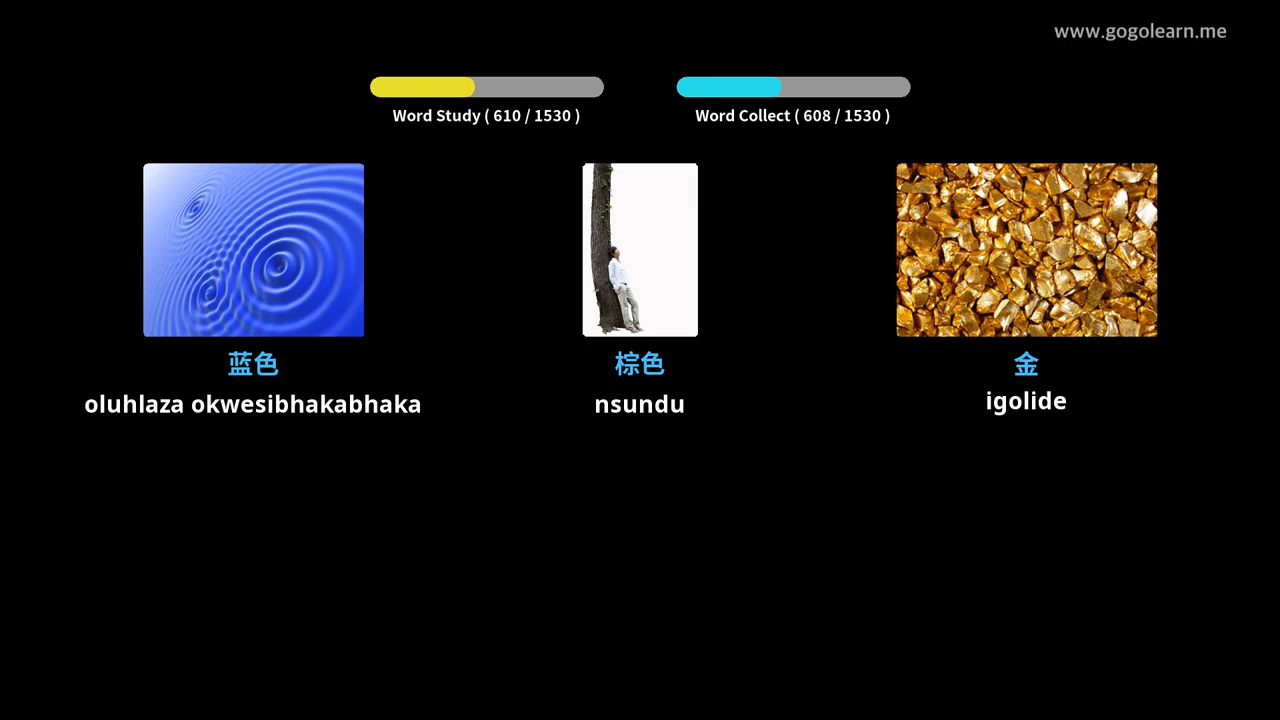 www.gogolearn.me
Word Study ( 610 / 1530 )
Word Collect ( 608 / 1530 )
蓝色
棕色
金
oluhlaza okwesibhakabhaka
nsundu
igolide